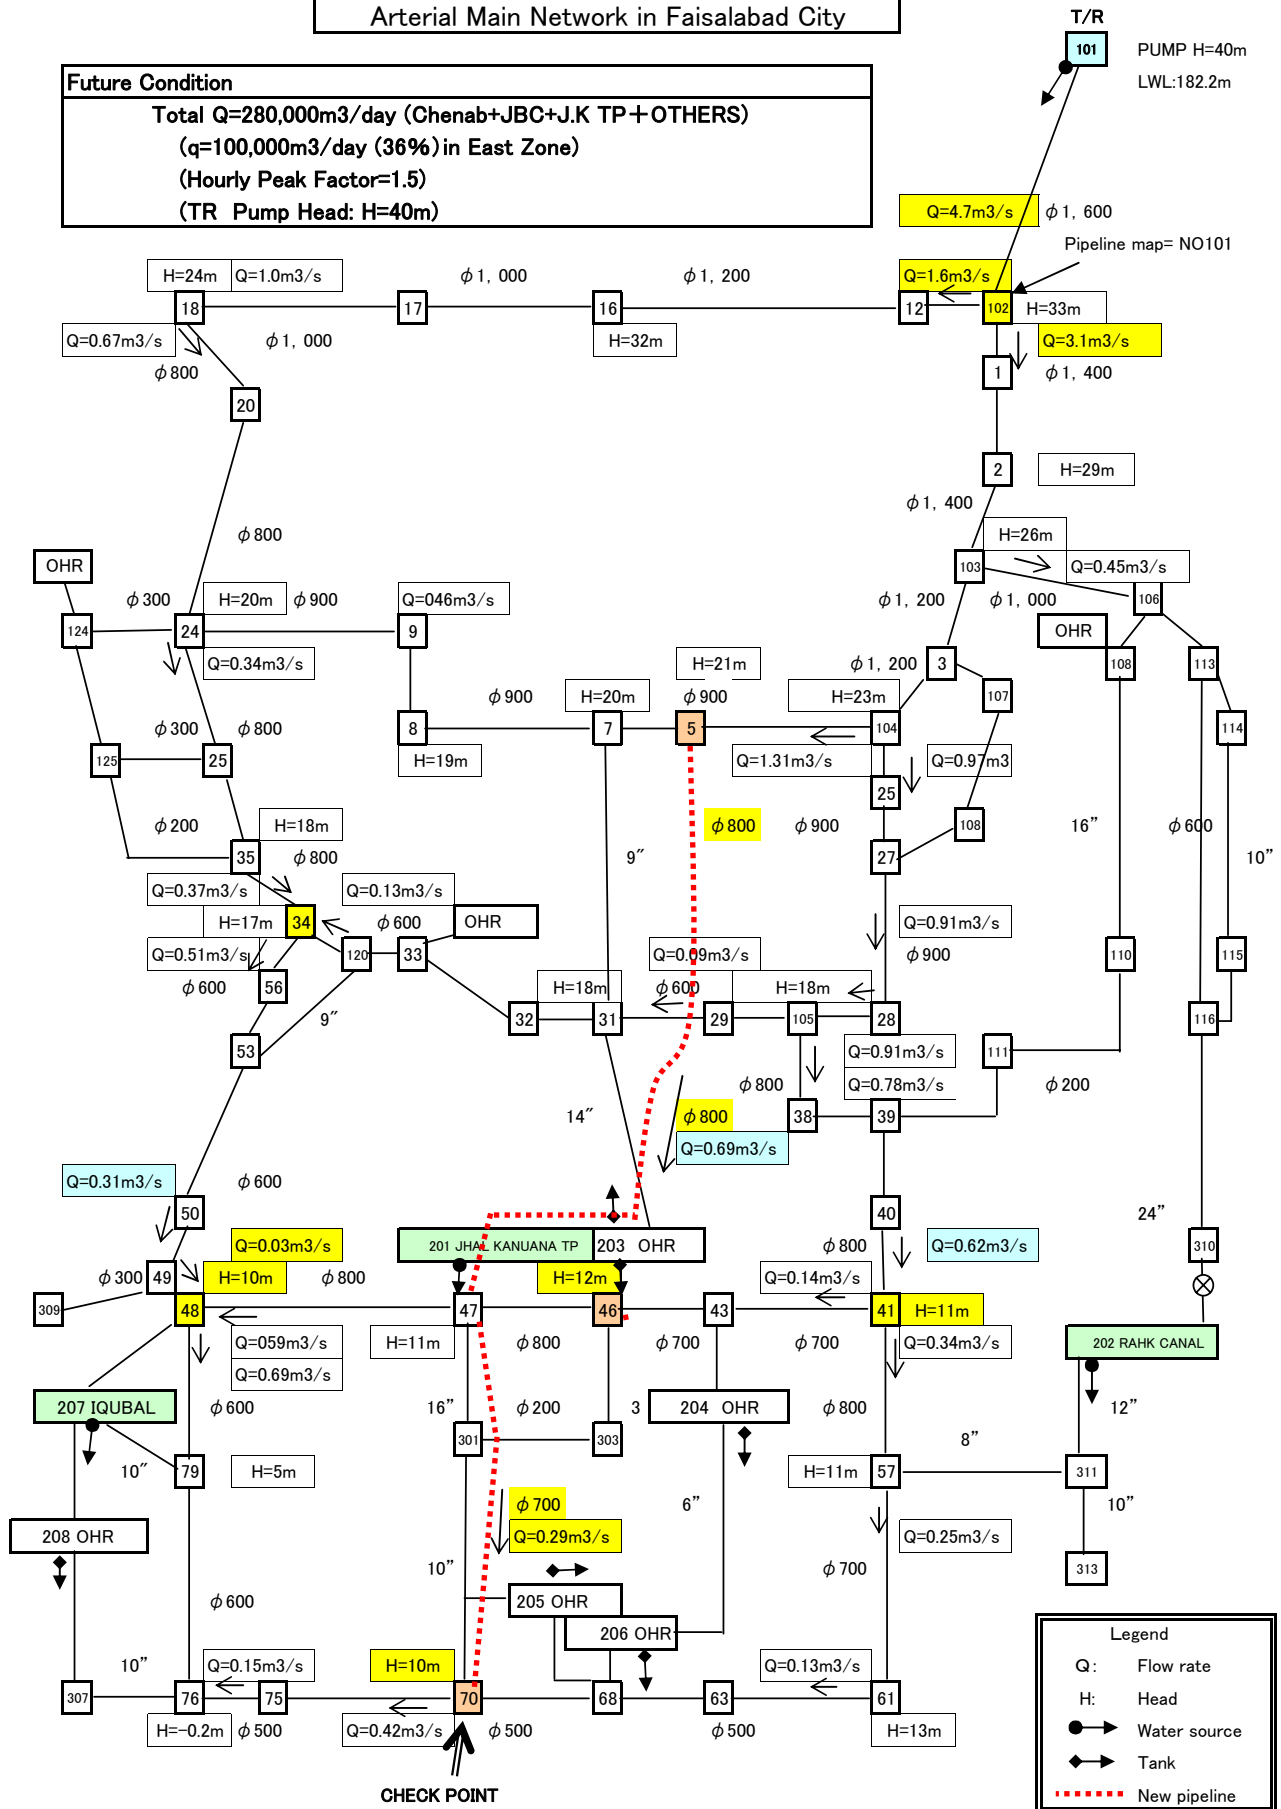 Arterial Main Network in Faisalabad City
T/R
101
PUMP H=40m
LWL:182.2m
Future Condition
Total Q=280,000m3/day (Chenab+JBC+J.K TP＋OTHERS)
(q=100,000m3/day (36%) in East Zone)
(Hourly Peak Factor=1.5)
(TR Pump Head: H=40m)
Q=4.7m3/s
φ1,600
Pipeline map= NO101
H=24m
Q=1.0m3/s
φ1,000
φ1,200
Q=1.6m3/s
18
17
16
12
102
H=33m
Q=0.67m3/s
φ1,000
H=32m
Q=3.1m3/s
φ800
1
φ1,400
20
2
H=29m
φ1,400
φ800
H=26m
OHR
103
Q=0.45m3/s
φ300
H=20m
φ900
Q=046m3/s
φ1,200
φ1,000
106
124
24
9
OHR
Q=0.34m3/s
H=21m
φ1,200
3
108
113
φ900
H=20m
φ900
H=23m
107
φ300
φ800
8
7
5
104
114
125
25
H=19m
Q=1.31m3/s
Q=0.97m3
25
φ200
H=18m
φ800
φ900
108
16”
φ600
35
φ800
9”
27
10”
Q=0.37m3/s
Q=0.13m3/s
H=17m
34
φ600
OHR
Q=0.91m3/s
Q=0.51m3/s
120
33
Q=0.09m3/s
φ900
110
115
φ600
56
H=18m
φ600
H=18m
9”
32
31
29
105
28
116
53
Q=0.91m3/s
111
φ800
Q=0.78m3/s
φ200
14”
φ800
38
39
Q=0.69m3/s
Q=0.31m3/s
φ600
50
40
24”
Q=0.03m3/s
201 JHAL KANUANA TP
203 OHR
φ800
Q=0.62m3/s
310
φ300
49
H=10m
φ800
H=12m
Q=0.14m3/s
309
48
47
46
43
41
H=11m
Q=059m3/s
H=11m
φ800
φ700
φ700
Q=0.34m3/s
202 RAHK CANAL
Q=0.69m3/s
207 IQUBAL
φ600
16”
φ200
3
204 OHR
φ800
12”
301
303
8”
10”
79
H=5m
H=11m
57
311
φ700
6”
10”
208 OHR
Q=0.29m3/s
Q=0.25m3/s
10”
φ700
313
φ600
205 OHR
206 OHR
Legend
10”
Q=0.15m3/s
H=10m
Q=0.13m3/s
Q: Flow rate
307
76
75
70
68
63
61
H: Head
H=-0.2m
φ500
Q=0.42m3/s
φ500
φ500
H=13m
Water source
Tank
CHECK POINT
New pipeline